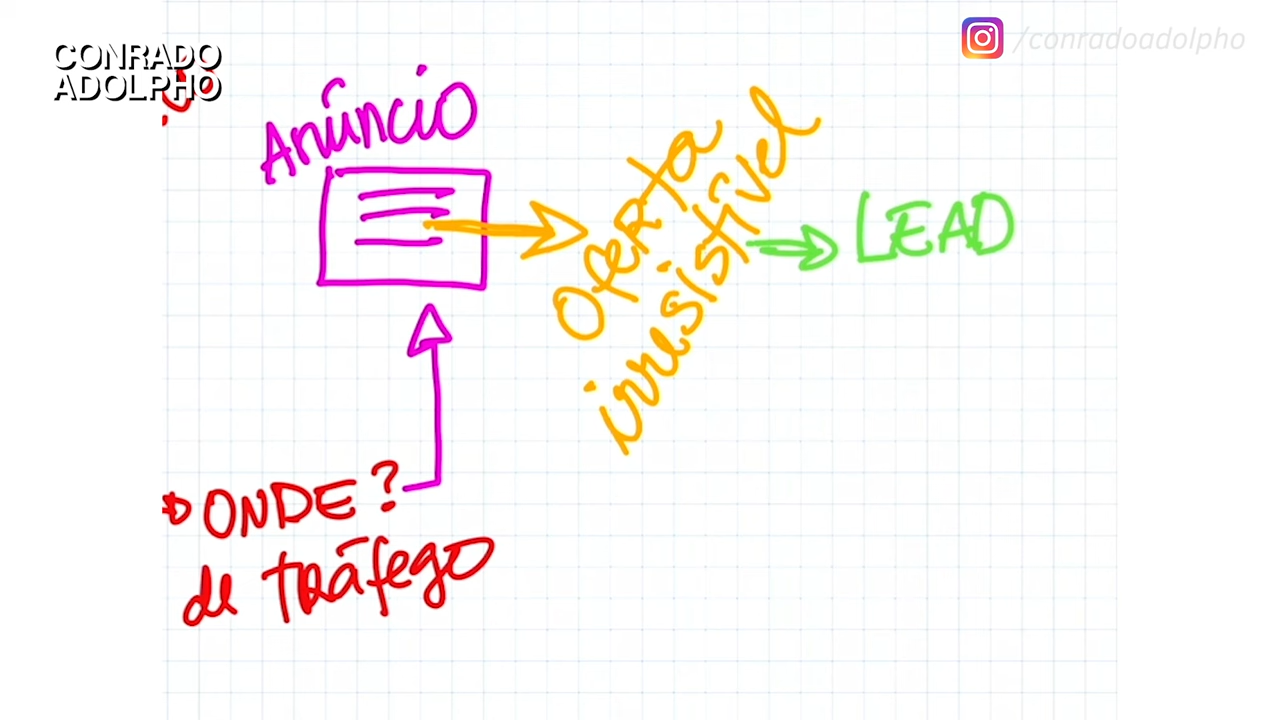 CONRADO
ADOLPHO
/conradoadolpho
Anúncio
Oferta
irresistível
LEAD
ONDE?
de tráfego